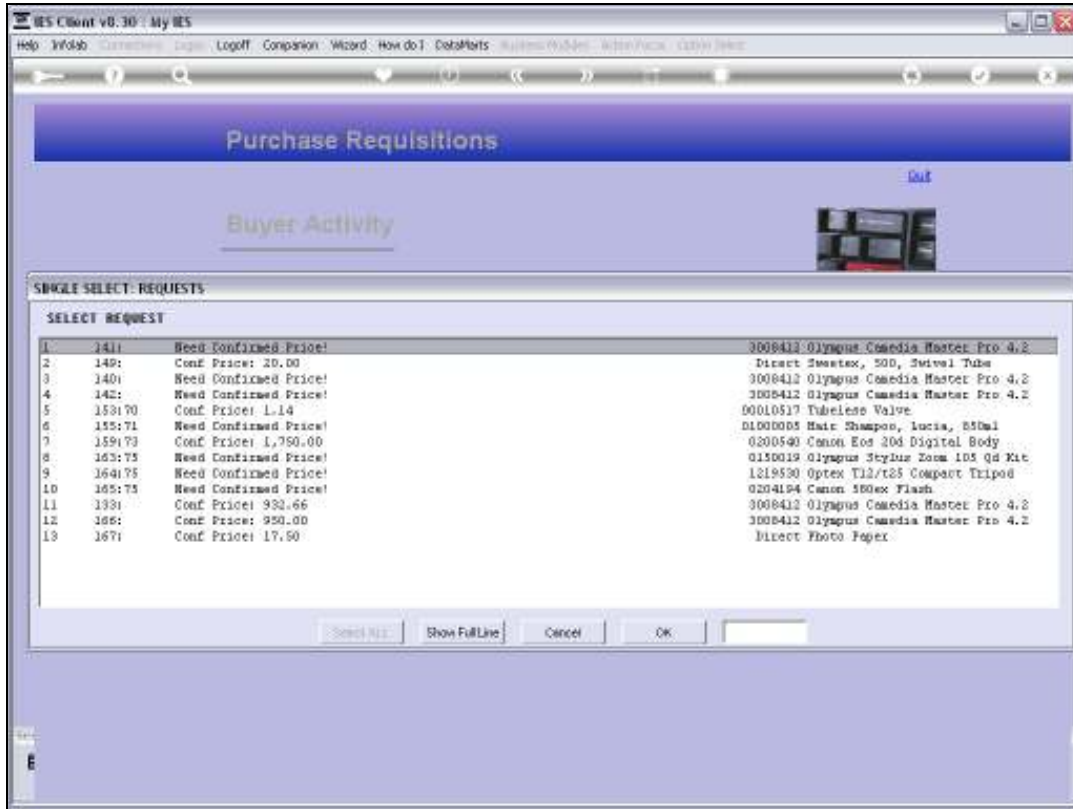 IES Client v0.30 : My IES
Help Infolab Logoff Companion Wizard How do I DataMarts
Purchase Requisitions
Quit
Buyer Activity
SINGLE SELECT: REQUESTS
SELECT REQUEST
1 141: Need Confirmed Price! 3008412 Olympus Camedia Master Pro 4.2
2 149: Conf Price: 20.00 Direct Sweetex, 500, Swivel Tube
3 140: Need Confirmed Price! 3008412 Olympus Camedia Master Pro 4.2
4 142: Need Confirmed Price! 3008412 Olympus Camedia Master Pro 4.2
5 153:70 Conf Price: 1.14 90010517 Tubeless Valve
6 155:71 Need Confirmed Price! 01000005 Hair Shampoo, Lucia, 850ml
7 159:73 Conf Price: 1,750.00 0200540 Canon Eos 20d Digital Body
8 163:75 Need Confirmed Price! 0150019 Olympus Stylus Zoom 105 Qd Kit
9 164:75 Need Confirmed Price! 1219530 Optex T12/t25 Compact Tripod
10 165:75 Need Confirmed Price! 0204194 Canon 580ex Flash
11 133: Conf Price: 932.66 3008412 Olympus Camedia Master Pro 4.2
12 166: Conf Price: 950.00 3008412 Olympus Camedia Master Pro 4.2
13 167: Conf Price: 17.50 Direct Photo Paper
Select ALL Show Full Line Cancel OK